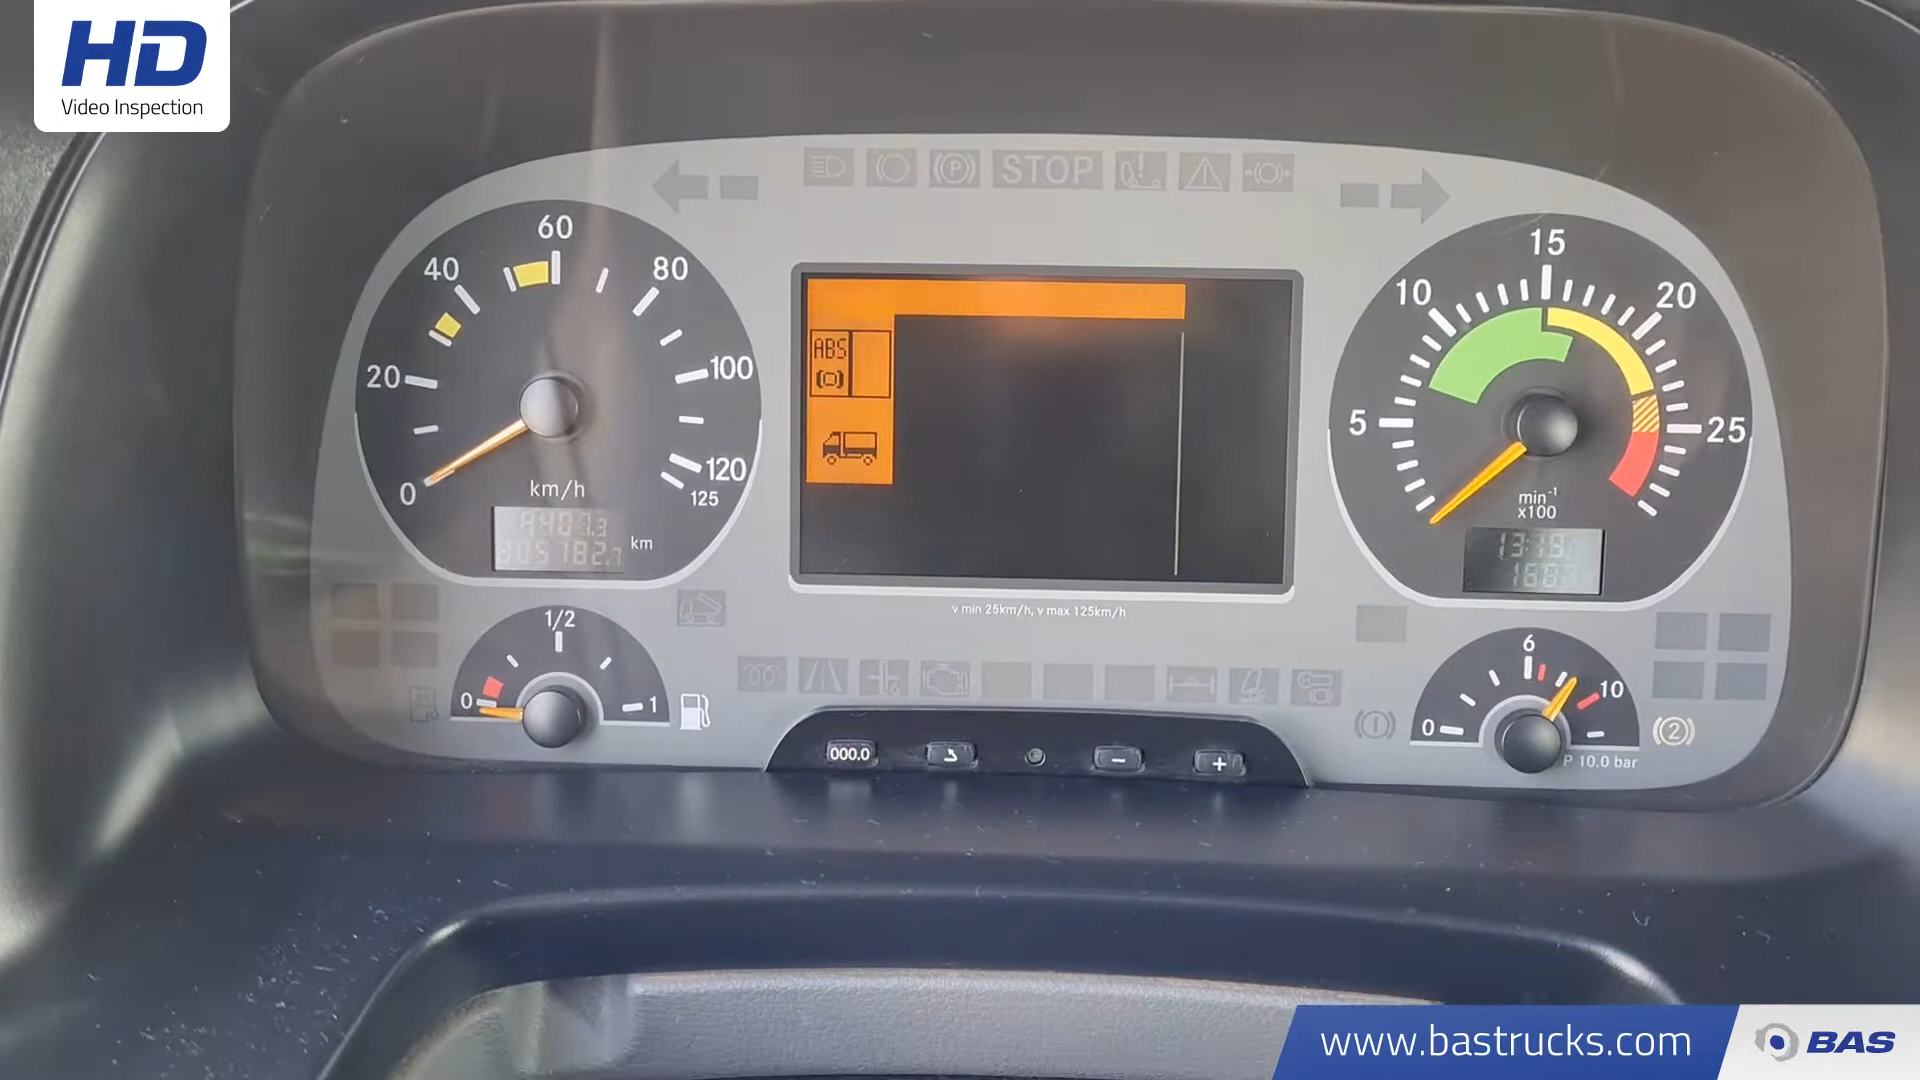 HD
Video Inspection
STOP
0 20 40 60 80 100 120 125
km/h
km
ABS
v min 25km/h, v max 125km/h
5 10 15 20 25
min⁻¹
x100
0 1/2 1
0 6 10
P 10.0 bar
1
2
000.0
- +
www.bastrucks.com
BAS